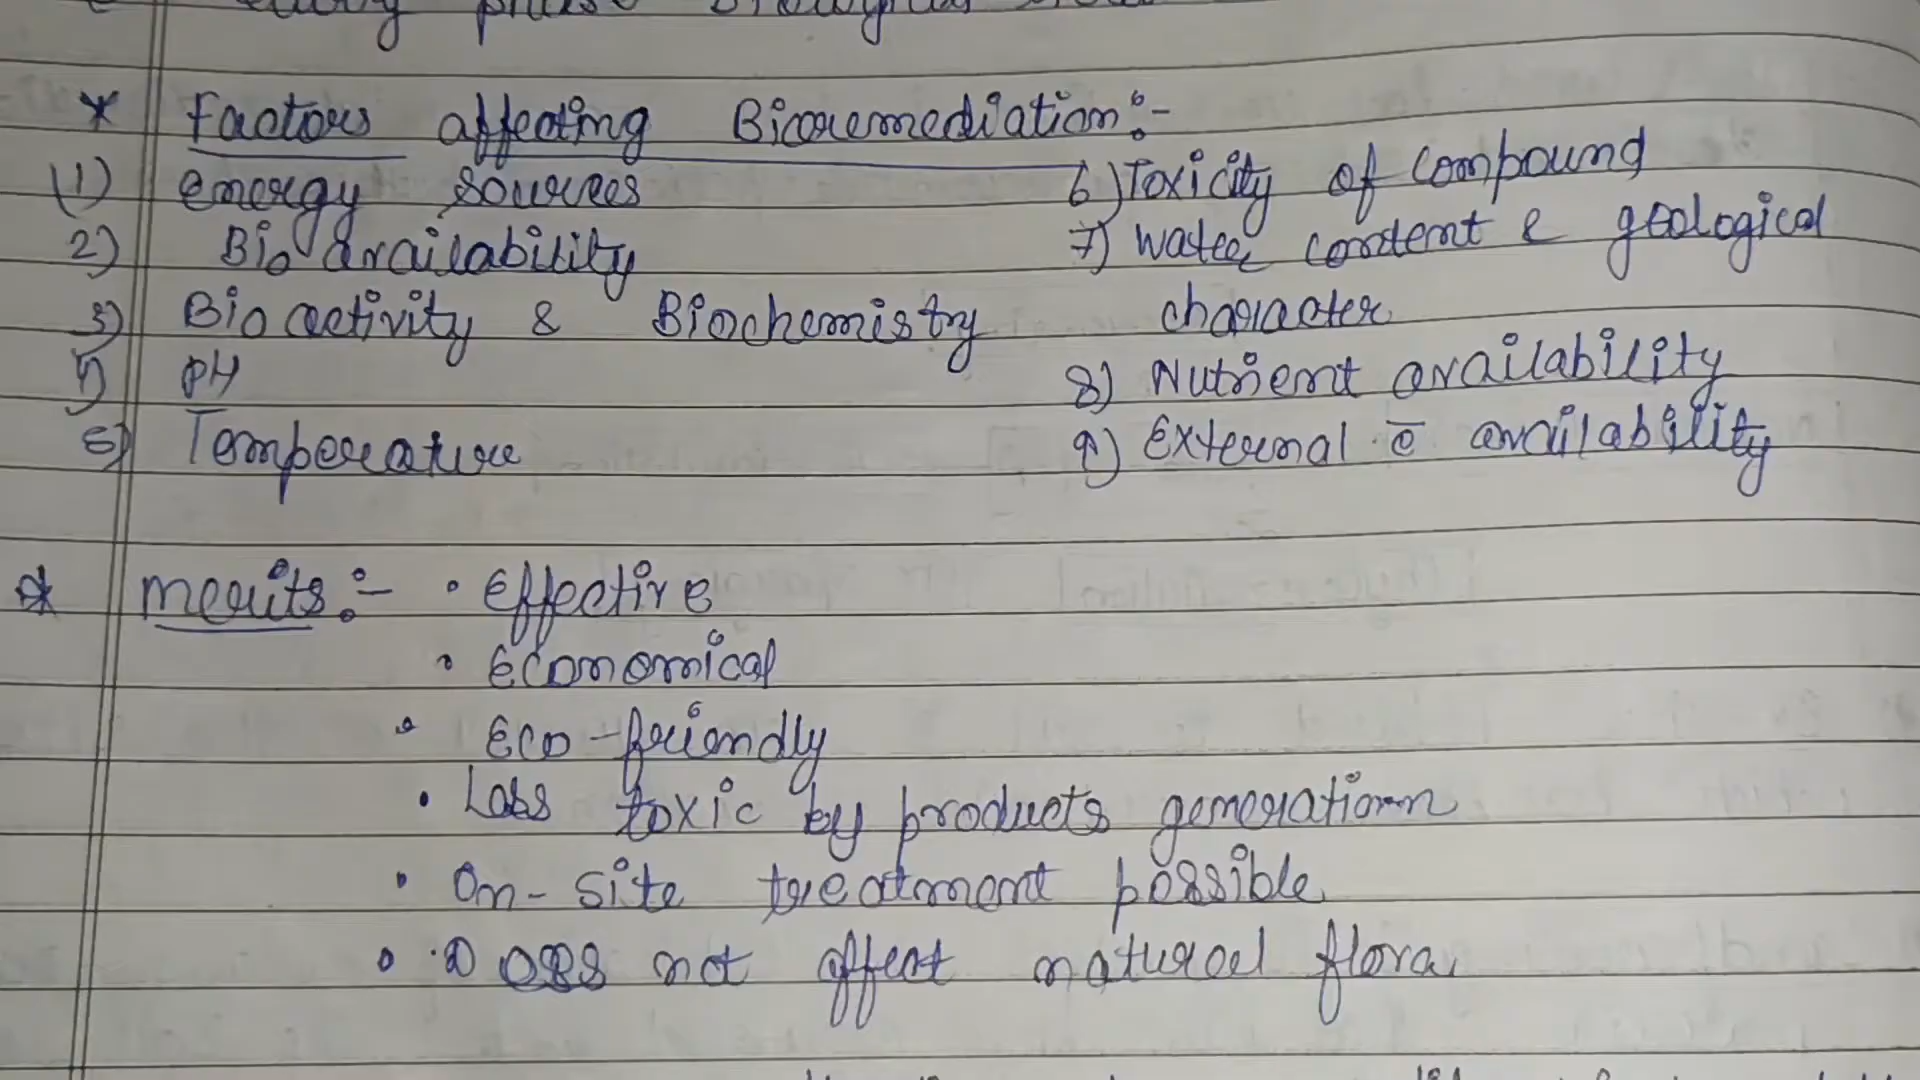 phase
* Factors affecting Bioremediation :-
(1) energy sources
2) Bio availability
3) Bio activity & Biochemistry
4) PH
5) Temperature
6) Toxicity of compound
7) Water content & geological
character
8) Nutrient availability
9) External e availability
* merits :- • Effective
• Economical
• Eco-friendly
• Less toxic by products generation
• On-site treatment possible
• Does not affect natural flora.